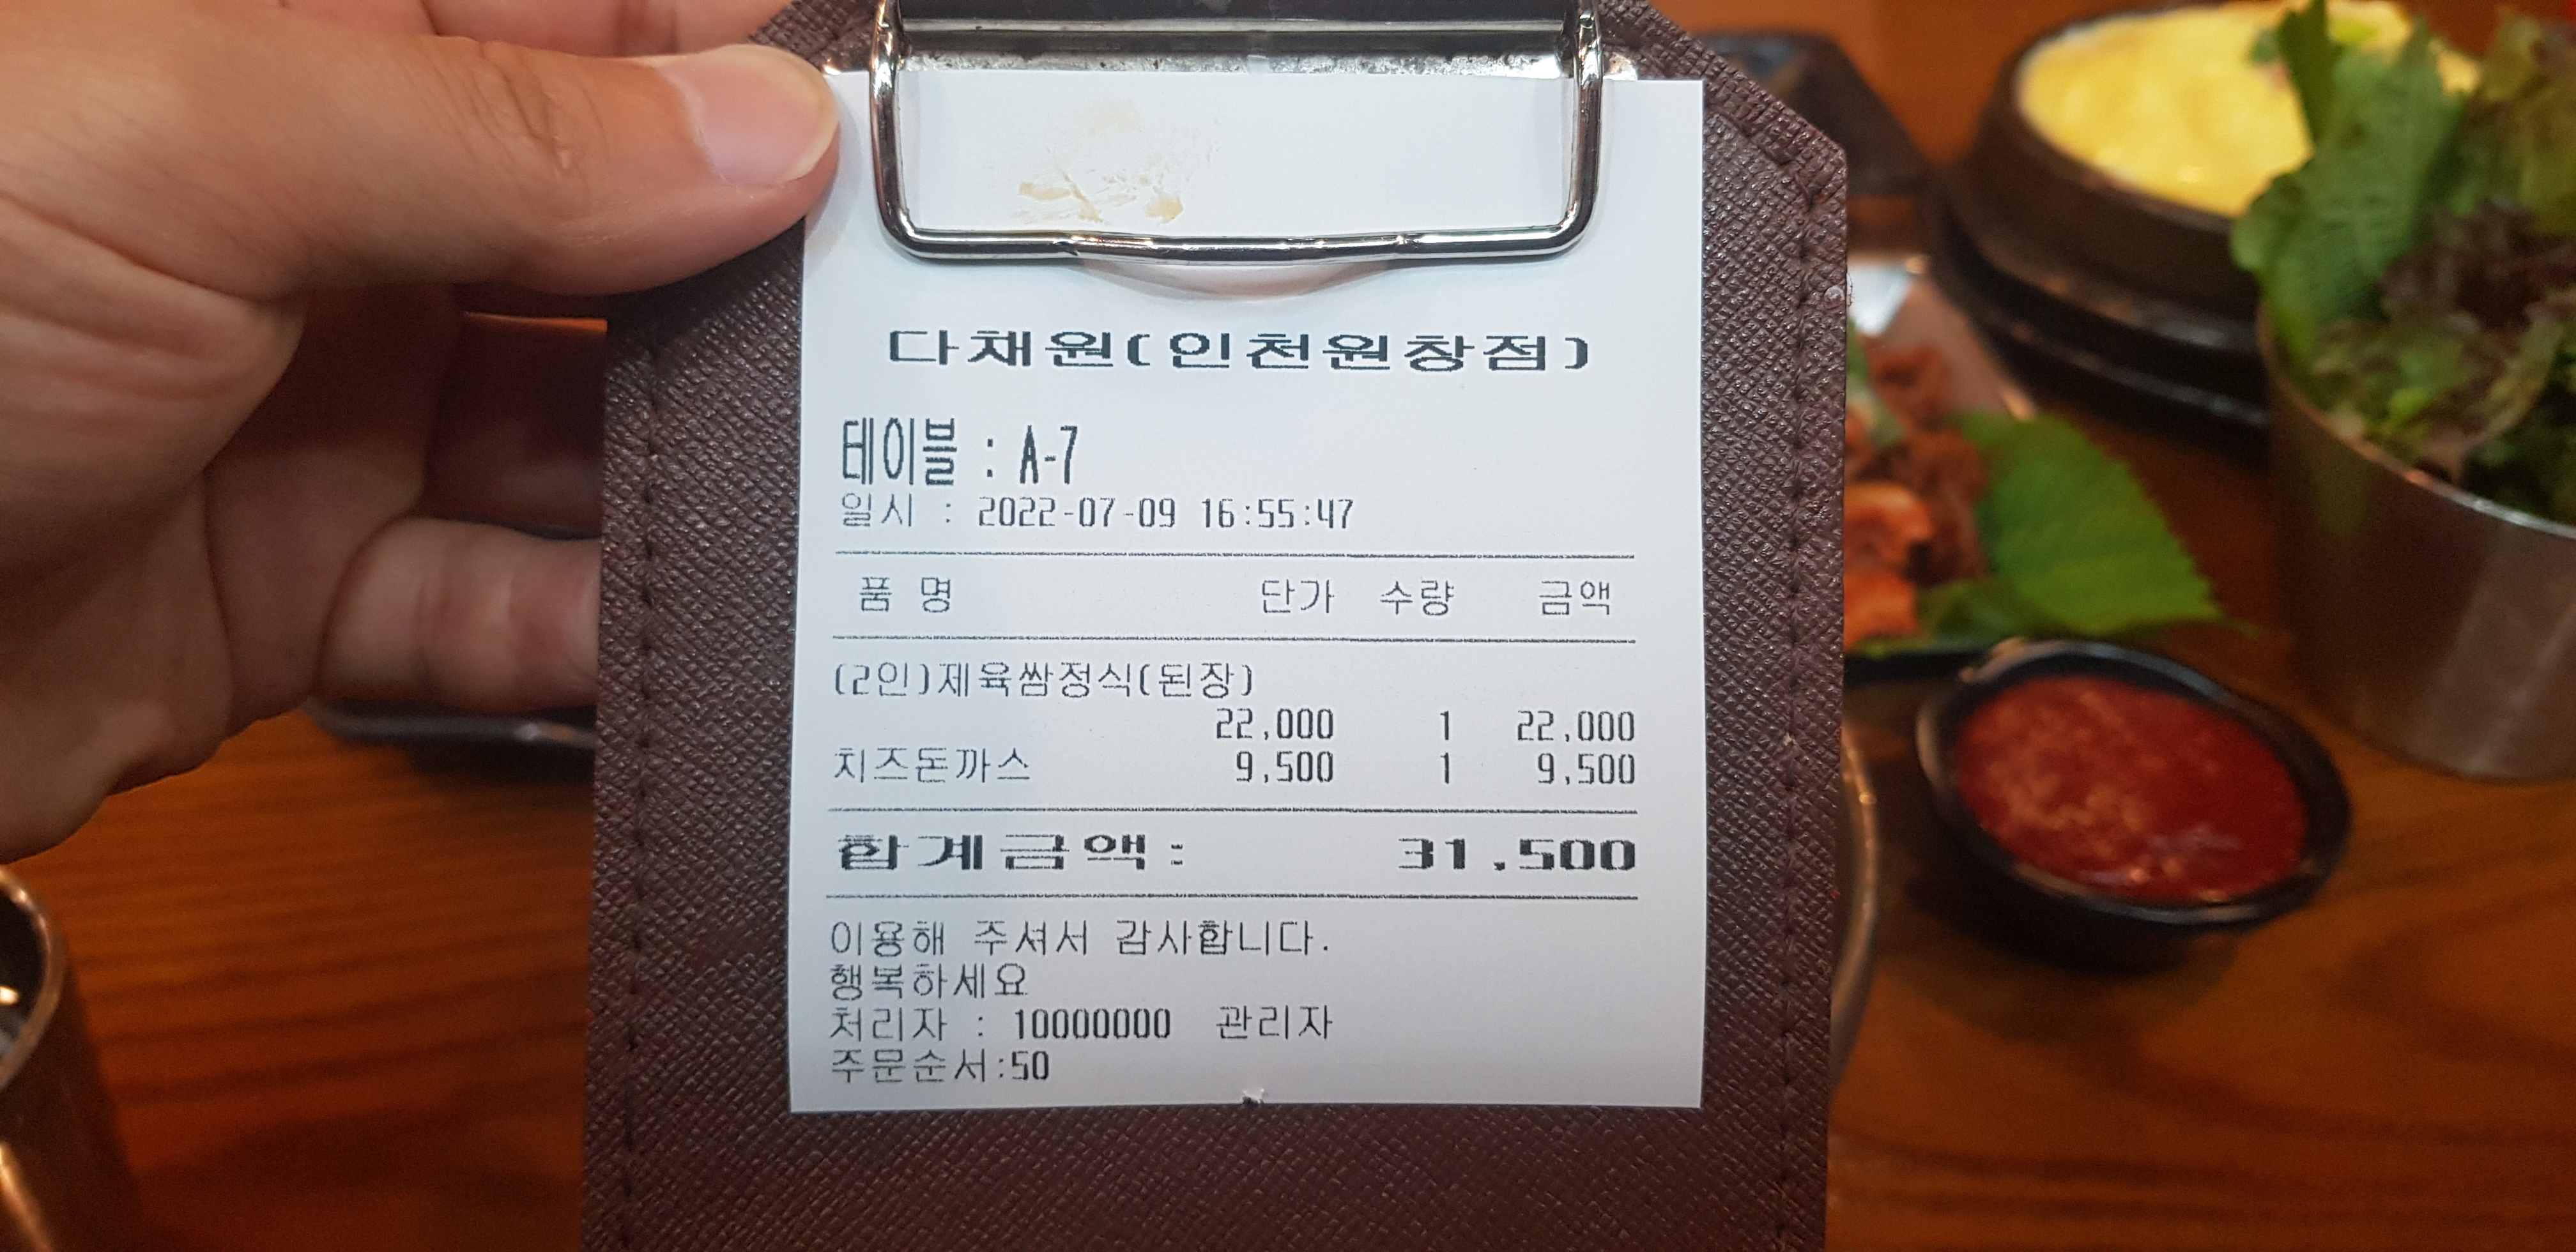 다채원(인천원창점)
테이블 : A-7
일시 : 2022-07-09 16:55:47
품 명 단가 수량 금액
(2인)제육쌈정식(된장)
22,000 1 22,000
치즈돈까스 9,500 1 9,500
합계금액: 31,500
이용해 주셔서 감사합니다.
행복하세요
처리자 : 10000000 관리자
주문순서:50